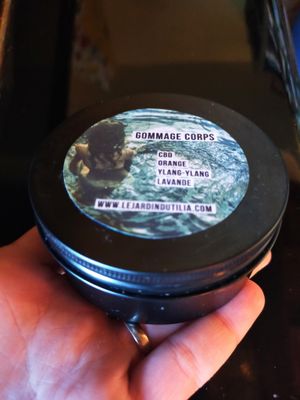 GOMMAGE CORPS
CBD
ORANGE
YLANG-YLANG
LAVANDE
WWW.LEJARDINDUTILIA.COM